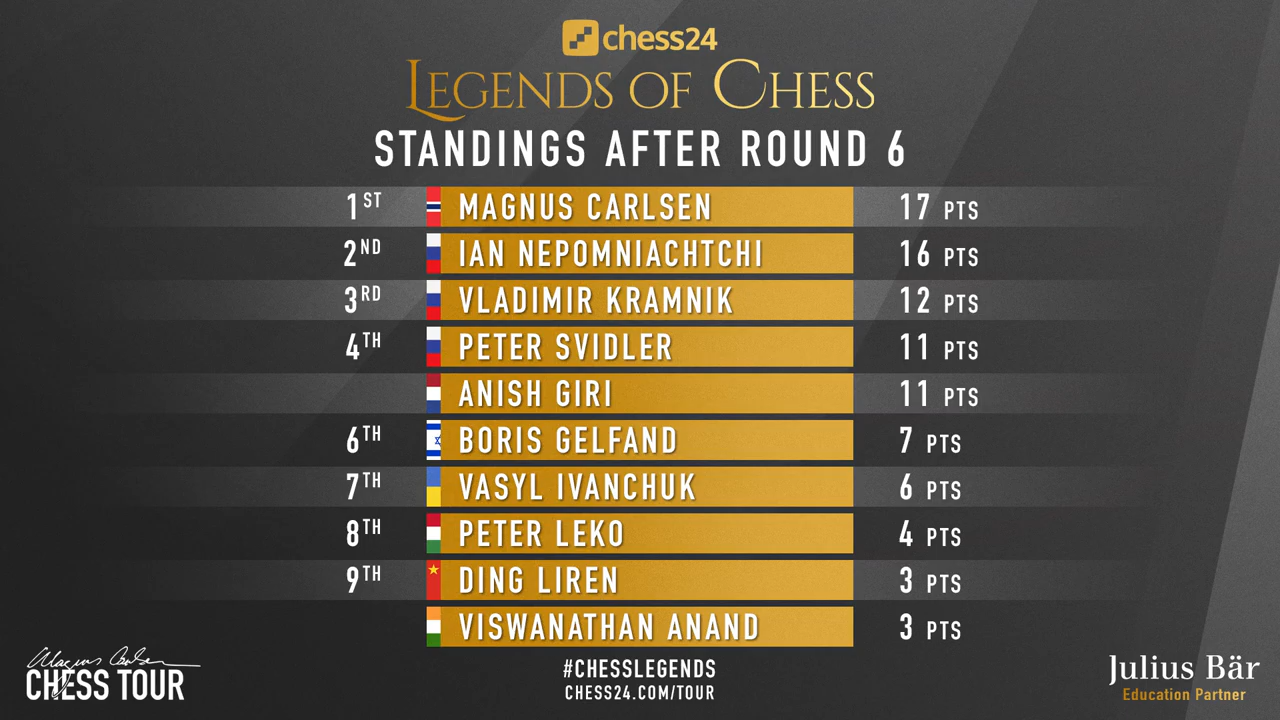 chess24
LEGENDS OF CHESS
STANDINGS AFTER ROUND 6
1ST MAGNUS CARLSEN 17 PTS
2ND IAN NEPOMNIACHTCHI 16 PTS
3RD VLADIMIR KRAMNIK 12 PTS
4TH PETER SVIDLER 11 PTS
ANISH GIRI 11 PTS
6TH BORIS GELFAND 7 PTS
7TH VASYL IVANCHUK 6 PTS
8TH PETER LEKO 4 PTS
9TH DING LIREN 3 PTS
VISWANATHAN ANAND 3 PTS
Magnus Carlsen
CHESS TOUR
#CHESSLEGENDS
CHESS24.COM/TOUR
Julius Bär
Education Partner